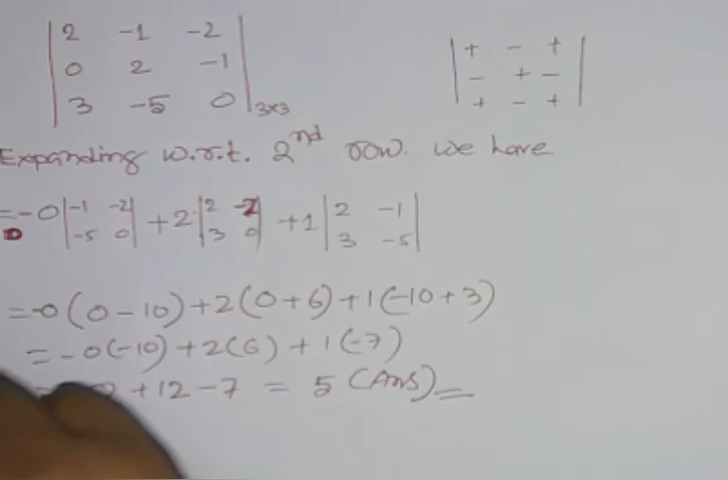 | 2 -1 -2 | | + - + |
| 0 2 -1 | | - + - |
| 3 -5 0 | 3×3 | + - + |
Expanding w.r.t. 2nd row. we have
= -0 | -1 -2 | + 2 | 2 -2 | + 1 | 2 -1 |
| -5 0 | | 3 0 | | 3 -5 |
= -0 (0 - 10) + 2 (0 + 6) + 1 (-10 + 3)
= -0 (-10) + 2 (6) + 1 (-7)
+ 12 - 7 = 5 (Ans)